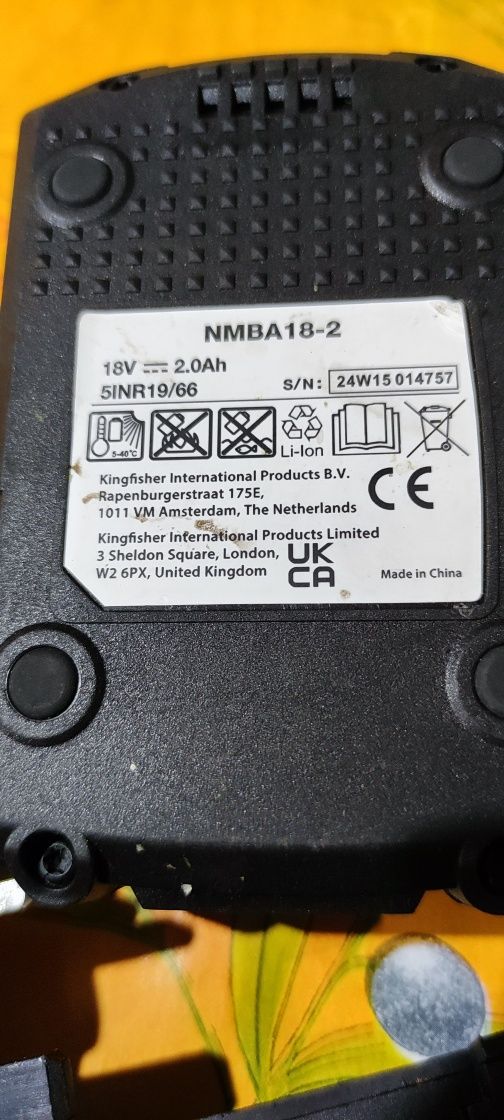 NMBA18-2
18V ⎓ 2.0Ah
5INR19/66
S/N: 24W15 014757
5-40°C
Li-Ion
Kingfisher International Products B.V.
Rapenburgerstraat 175E,
1011 VM Amsterdam, The Netherlands
CE
Kingfisher International Products Limited
3 Sheldon Square, London,
W2 6PX, United Kingdom
UK
CA
Made in China